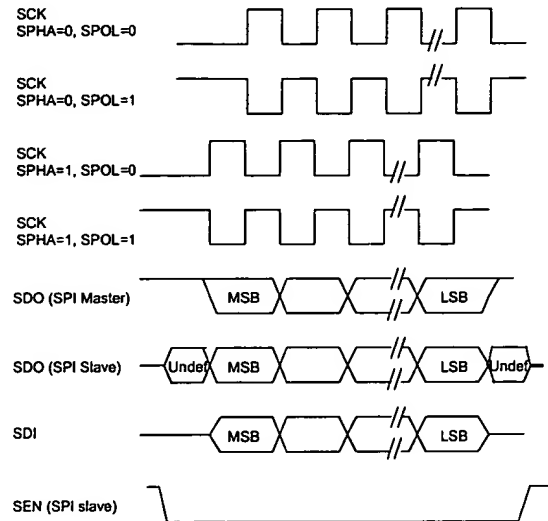 SCK
SPHA=0, SPOL=0
SCK
SPHA=0, SPOL=1
SCK
SPHA=1, SPOL=0
SCK
SPHA=1, SPOL=1
SDO (SPI Master) MSB LSB
SDO (SPI Slave) Undef MSB LSB Undef
SDI MSB LSB
SEN (SPI slave)